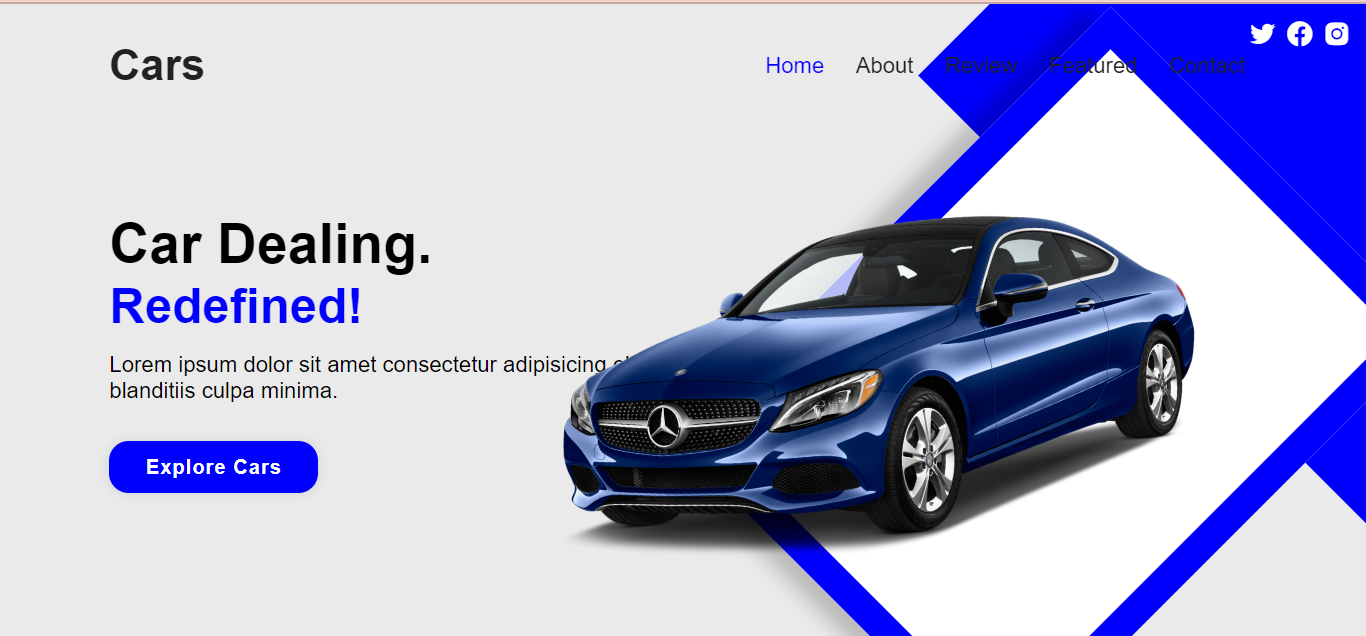 Cars
Home About Review Featured Contact
Car Dealing.
Redefined!
Lorem ipsum dolor sit amet consectetur adipisicing
blanditiis culpa minima.
Explore Cars